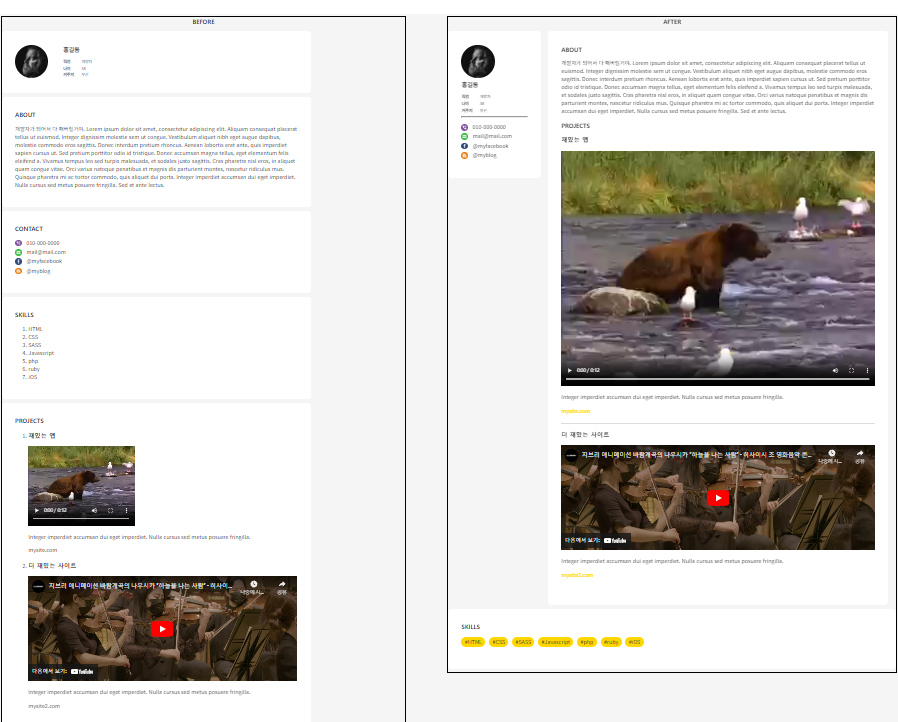 BEFORE
홍길동
직업 개발자
나이
거주지 부산
ABOUT
개발자가 되어서 다 해버릴거야. Lorem ipsum dolor sit amet, consectetur adipiscing elit. Aliquam consequat placerat
tellus ut euismod. Integer dignissim molestie sem ut congue. Vestibulum aliquet nibh eget augue dapibus,
molestie commodo eros egestas. Donec interdum pretium rhoncus. Aenean lobortis erat ante, quis imperdiet
sapien cursus ut. Sed pretium porttitor odio id tristique. Donec accumsan magna tellus, eget elementum felis
eleifend a. Vivamus tempus leo sed turpis malesuada, et sodales justo sagittis. Cras pharetra nisl eros, in aliquet
quam congue vitae. Orci varius natoque penatibus et magnis dis parturient montes, nascetur ridiculus mus.
Quisque pharetra mi ac tortor commodo, quis aliquet dui porta. Integer imperdiet accumsan dui eget imperdiet.
Nulla cursus sed metus posuere fringilla. Sed et ante lectus.
CONTACT
010-000-0000
mail@mail.com
@myfacebook
@myblog
SKILLS
1. HTML
2. CSS
3. SASS
4. Javascript
5. php
6. ruby
7. iOS
PROJECTS
1. 재밌는 앱
0:00 / 0:12
Integer imperdiet accumsan dui eget imperdiet. Nulla cursus sed metus posuere fringilla.
mysite.com
2. 더 재밌는 사이트
지브리 애니메이션 바람계곡의 나우시카 "하늘을 나는 사람" - 히사이...
나중에 시...
공유
다음에서 보기: YouTube
Integer imperdiet accumsan dui eget imperdiet. Nulla cursus sed metus posuere fringilla.
mysite2.com
AFTER
홍길동
직업 개발자
나이
거주지 부산
010-000-0000
mail@mail.com
@myfacebook
@myblog
ABOUT
개발자가 되어서 다 해버릴거야. Lorem ipsum dolor sit amet, consectetur adipiscing elit. Aliquam consequat placerat tellus ut
euismod. Integer dignissim molestie sem ut congue. Vestibulum aliquet nibh eget augue dapibus, molestie commodo eros
egestas. Donec interdum pretium rhoncus. Aenean lobortis erat ante, quis imperdiet sapien cursus ut. Sed pretium porttitor
odio id tristique. Donec accumsan magna tellus, eget elementum felis eleifend a. Vivamus tempus leo sed turpis malesuada,
et sodales justo sagittis. Cras pharetra nisl eros, in aliquet quam congue vitae. Orci varius natoque penatibus et magnis dis
parturient montes, nascetur ridiculus mus. Quisque pharetra mi ac tortor commodo, quis aliquet dui porta. Integer imperdiet
accumsan dui eget imperdiet. Nulla cursus sed metus posuere fringilla. Sed et ante lectus.
PROJECTS
재밌는 앱
0:00 / 0:12
Integer imperdiet accumsan dui eget imperdiet. Nulla cursus sed metus posuere fringilla.
mysite.com
더 재밌는 사이트
지브리 애니메이션 바람계곡의 나우시카 "하늘을 나는 사람" - 히사이시 조 영화음악 콘...
나중에 시...
공유
다음에서 보기: YouTube
Integer imperdiet accumsan dui eget imperdiet. Nulla cursus sed metus posuere fringilla.
mysite2.com
SKILLS
#HTML #CSS #SASS #Javascript #php #ruby #iOS